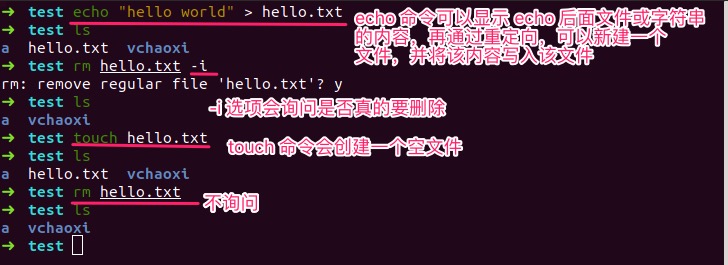 ➜ test echo "hello world" > hello.txt
echo 命令可以显示 echo 后面文件或字符串
➜ test ls
的内容，再通过重定向，可以新建一个
a hello.txt vchaoxi
文件，并将该内容写入该文件
➜ test rm hello.txt -i
rm: remove regular file 'hello.txt'? y
➜ test ls
-i 选项会询问是否真的要删除
a vchaoxi
➜ test touch hello.txt
touch 命令会创建一个空文件
➜ test ls
a hello.txt vchaoxi
➜ test rm hello.txt
不询问
➜ test ls
a vchaoxi
➜ test